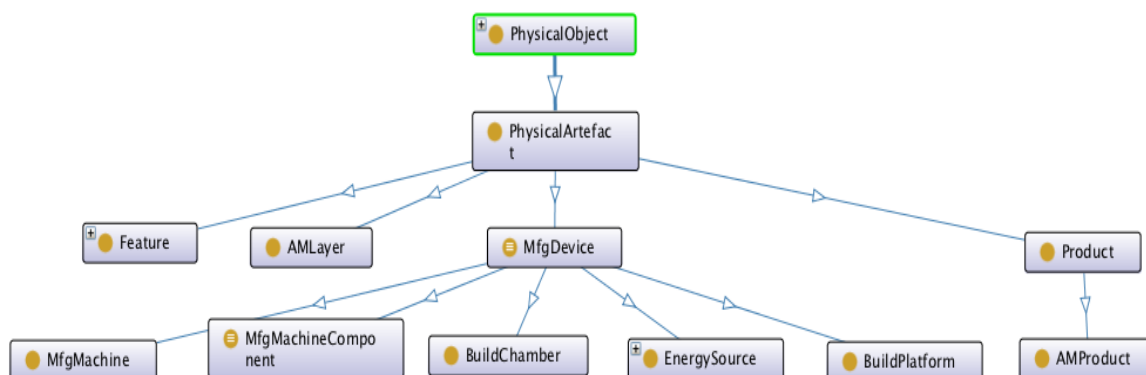 PhysicalObject
PhysicalArtefac
t
Feature
AMLayer
MfgDevice
Product
MfgMachine
MfgMachineCompo
nent
BuildChamber
EnergySource
BuildPlatform
AMProduct